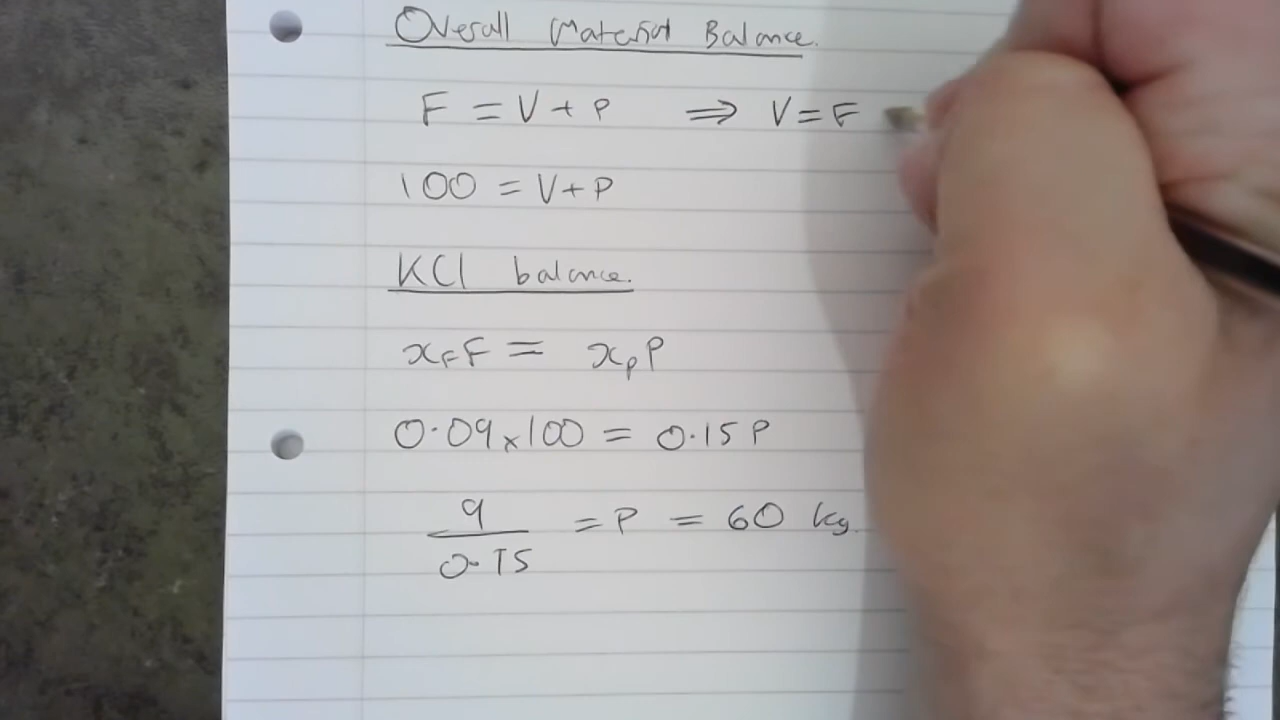 Overall Material Balance.
F = V + P ⇒ V = F
100 = V + P
KCl balance.
x_F F = x_P P
0.09 x 100 = 0.15 P
9 / 0.15 = P = 60 kg.